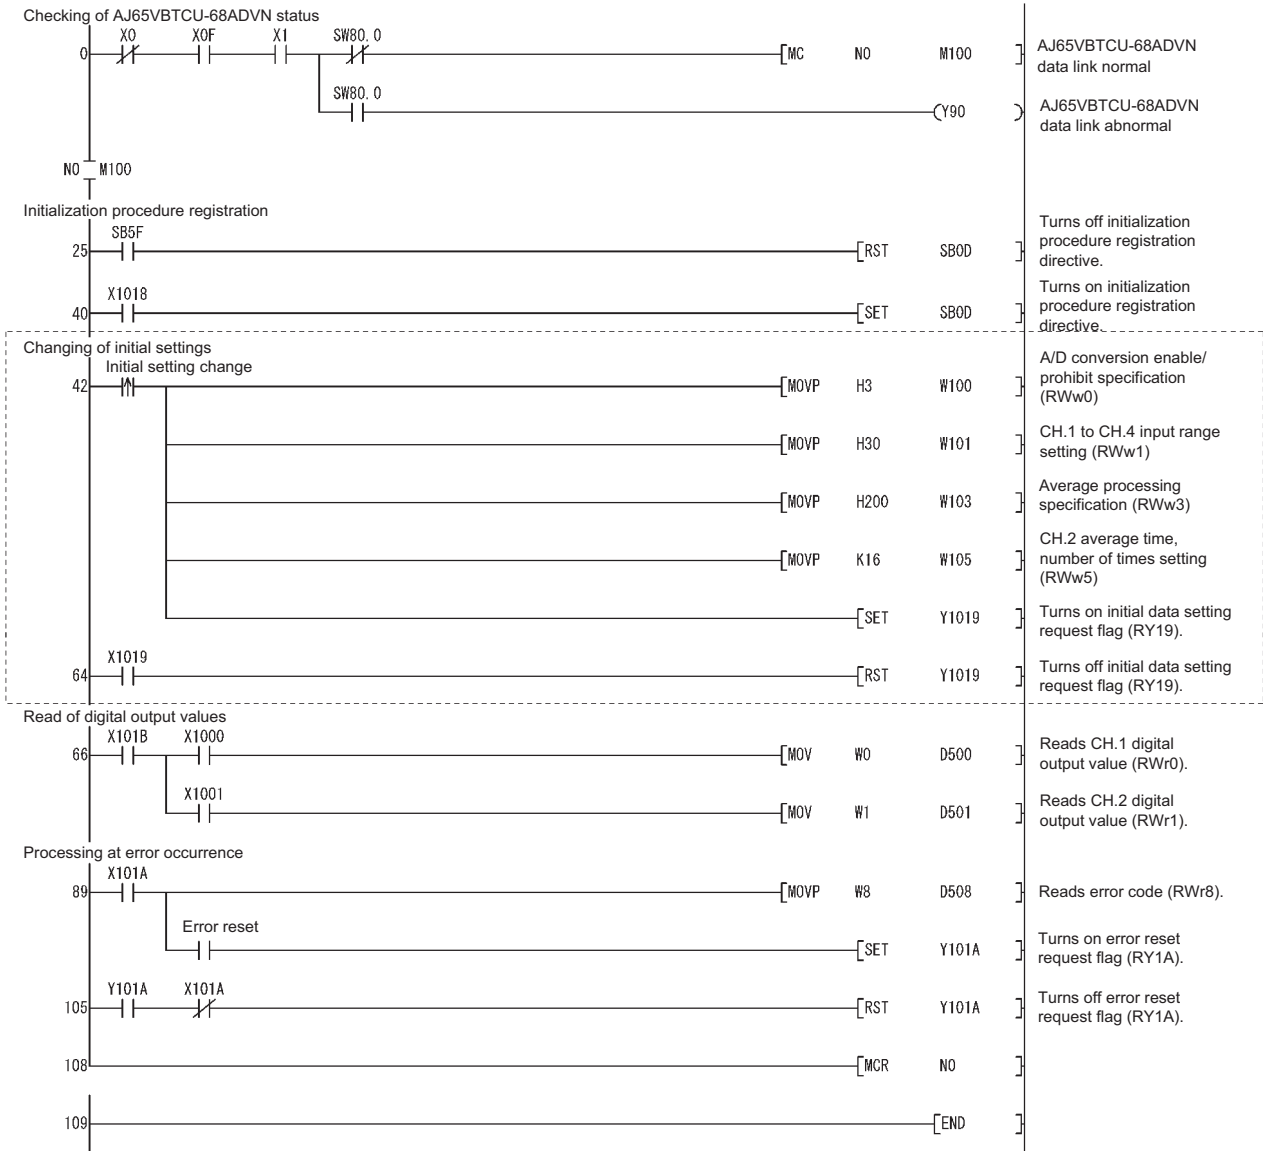 Checking of AJ65VBTCU-68ADVN status
X0 X0F X1 SW80.0
0 MC N0 M100 AJ65VBTCU-68ADVN
data link normal
SW80.0
Y90 AJ65VBTCU-68ADVN
data link abnormal
N0 M100
Initialization procedure registration
SB5F
25 RST SB0D Turns off initialization
procedure registration
directive.
X1018
40 SET SB0D Turns on initialization
procedure registration
directive.
Changing of initial settings
Initial setting change
42 MOVP H3 W100 A/D conversion enable/
prohibit specification
(RWw0)
MOVP H30 W101 CH.1 to CH.4 input range
setting (RWw1)
MOVP H200 W103 Average processing
specification (RWw3)
MOVP K16 W105 CH.2 average time,
number of times setting
(RWw5)
SET Y1019 Turns on initial data setting
request flag (RY19).
X1019
64 RST Y1019 Turns off initial data setting
request flag (RY19).
Read of digital output values
X101B X1000
66 MOV W0 D500 Reads CH.1 digital
output value (RWr0).
X1001
MOV W1 D501 Reads CH.2 digital
output value (RWr1).
Processing at error occurrence
X101A
89 MOVP W8 D508 Reads error code (RWr8).
Error reset
SET Y101A Turns on error reset
request flag (RY1A).
Y101A X101A
105 RST Y101A Turns off error reset
request flag (RY1A).
108 MCR N0
109 END